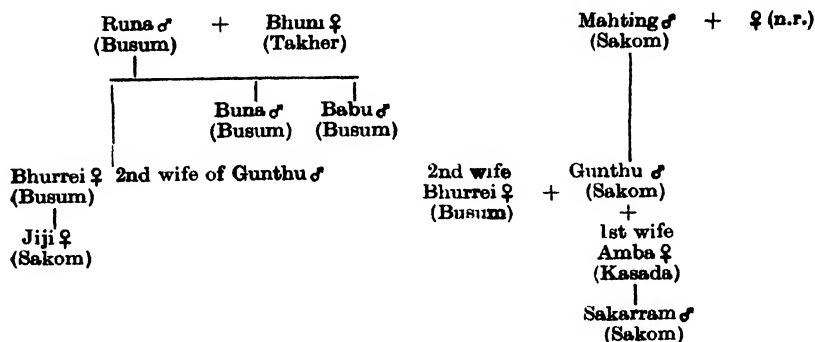 Runa ♂ + Bhuni ♀
(Busum) (Takher)
Buna ♂ Babu ♂
(Busum) (Busum)
Bhurrei ♀ 2nd wife of Gunthu ♂
(Busum)
Jiji ♀
(Sakom)
Mahting ♂ + ♀ (n.r.)
(Sakom)
2nd wife
Bhurrei ♀ + Gunthu ♂
(Busum) (Sakom)
+
1st wife
Amba ♀
(Kasada)
Sakarram ♂
(Sakom)